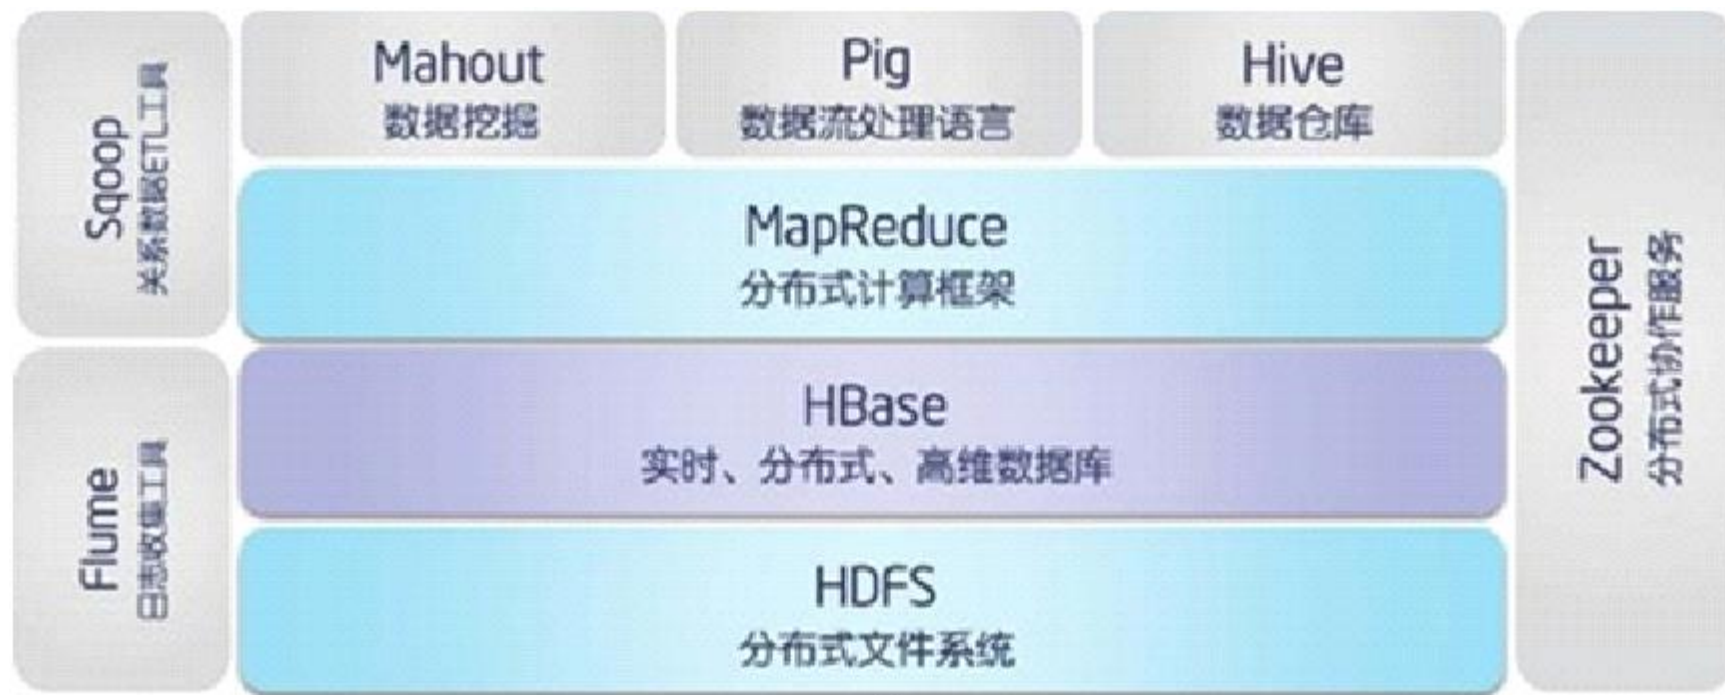 Sqoop
关系数据ETL工具
Mahout
数据挖掘
Pig
数据流处理语言
Hive
数据仓库
MapReduce
分布式计算框架
Flume
日志收集工具
HBase
实时、分布式、高维数据库
HDFS
分布式文件系统
Zookeeper
分布式协作服务